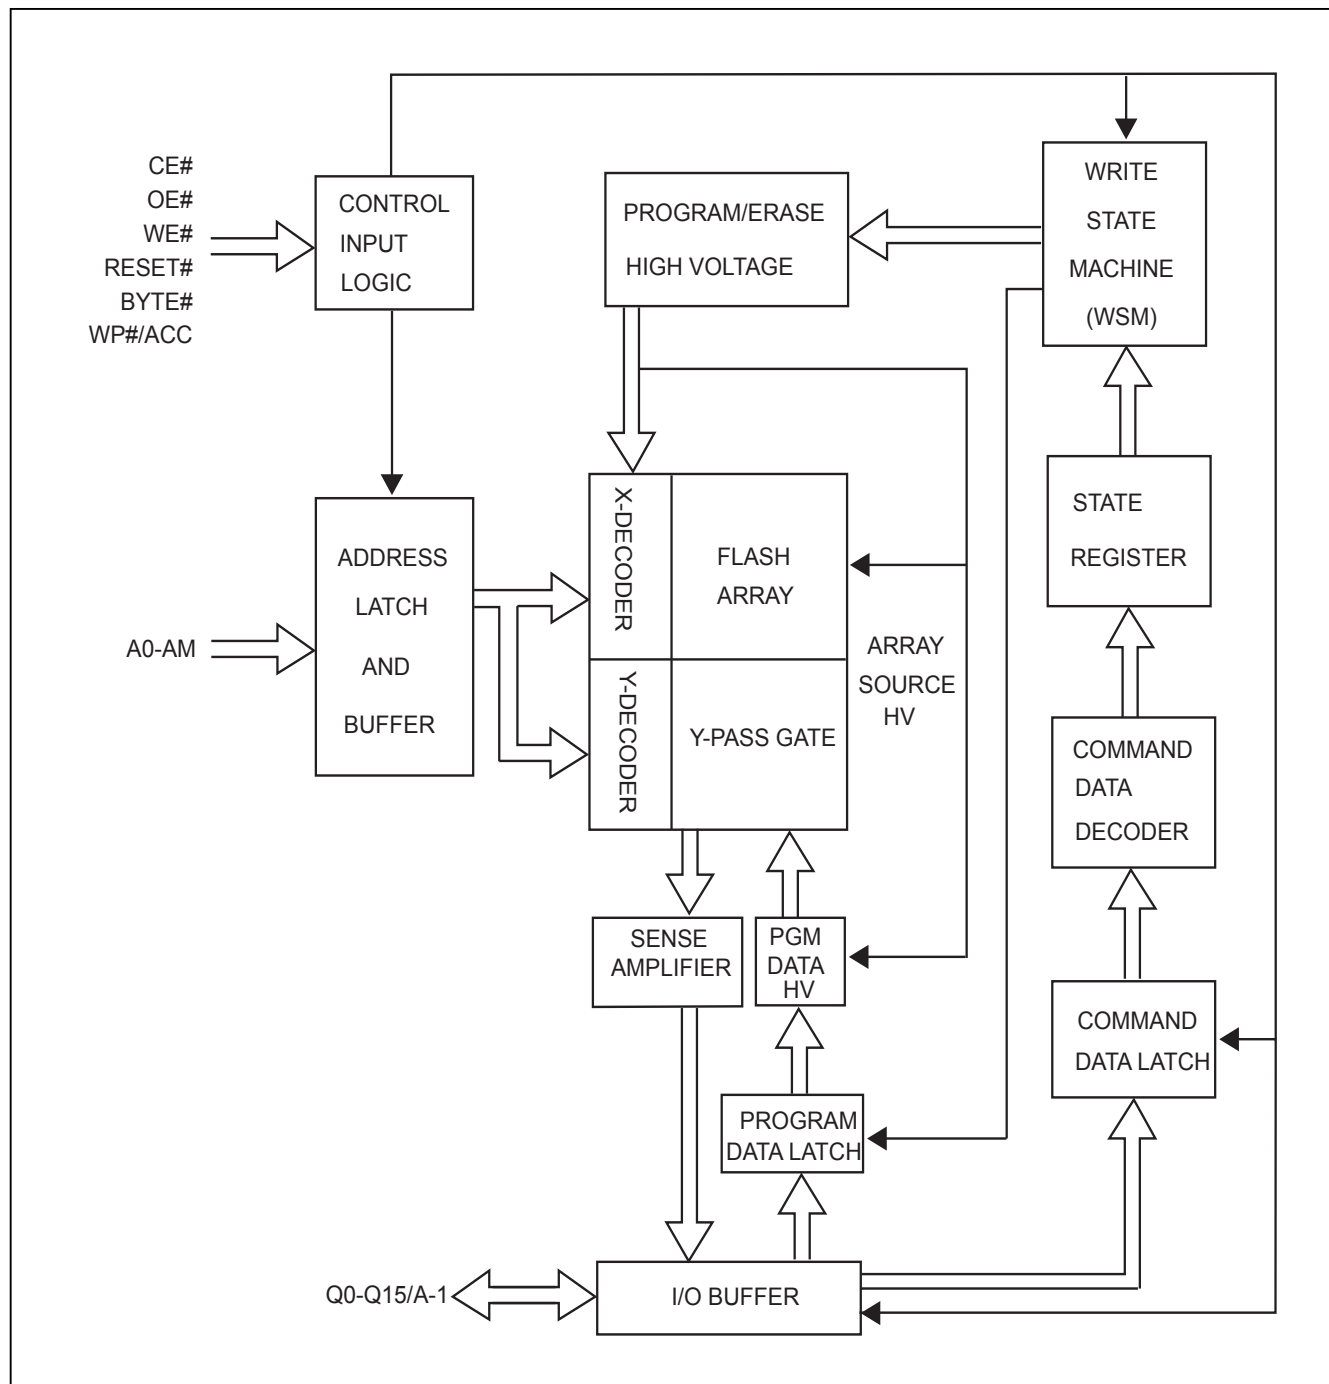 CE#
OE#
WE#
RESET#
BYTE#
WP#/ACC
CONTROL
INPUT
LOGIC
PROGRAM/ERASE
HIGH VOLTAGE
WRITE
STATE
MACHINE
(WSM)
A0-AM
ADDRESS
LATCH
AND
BUFFER
X-DECODER
FLASH
ARRAY
Y-DECODER
Y-PASS GATE
ARRAY
SOURCE
HV
STATE
REGISTER
COMMAND
DATA
DECODER
SENSE
AMPLIFIER
PGM
DATA
HV
COMMAND
DATA LATCH
PROGRAM
DATA LATCH
Q0-Q15/A-1
I/O BUFFER